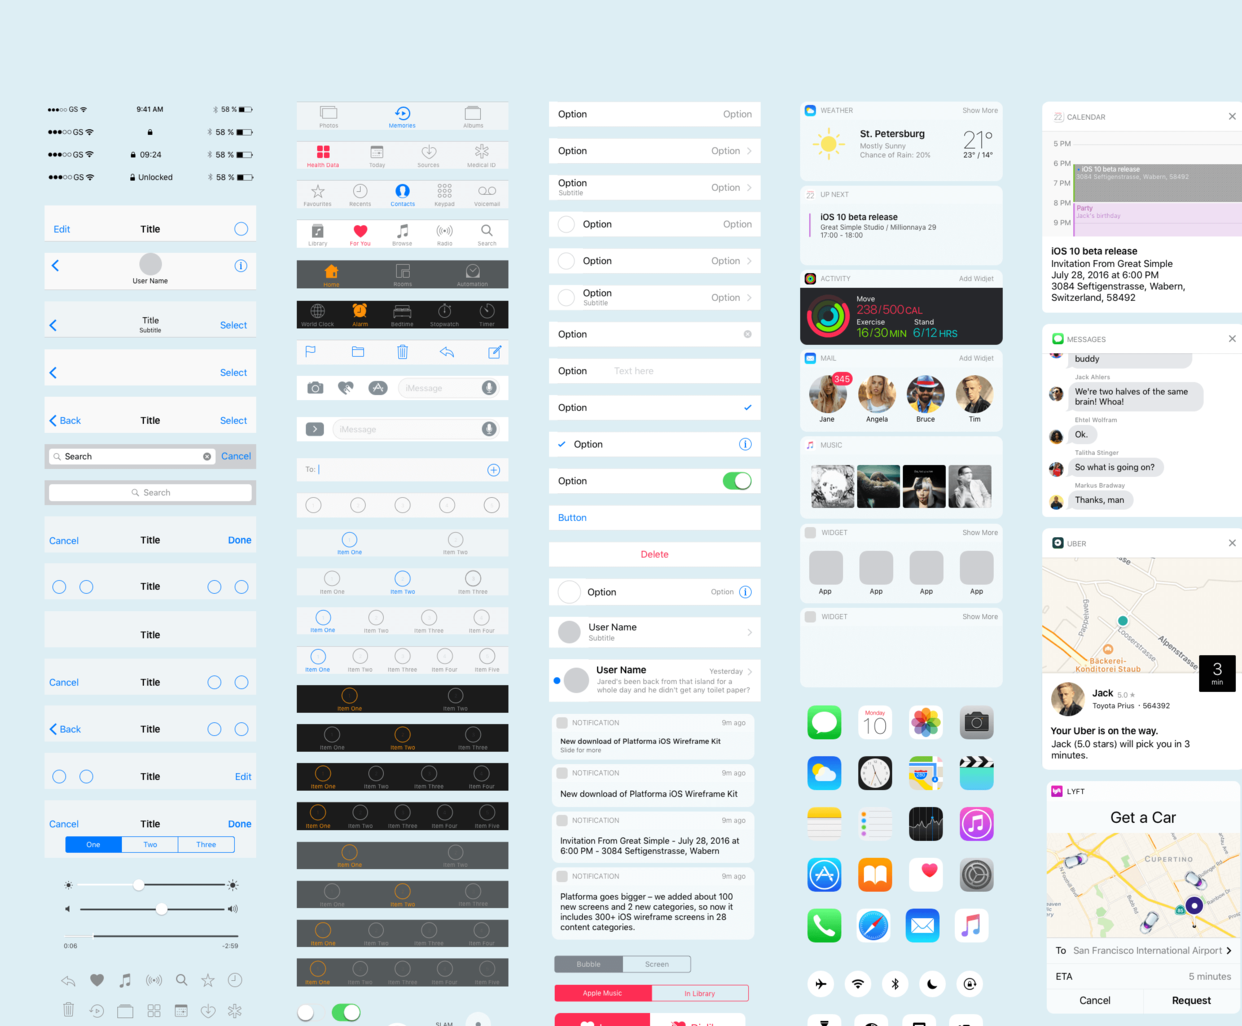 GS 9:41 AM 58 %
GS 58 %
GS 09:24 58 %
GS Unlocked 58 %
Edit Title
User Name
Title
Subtitle
Select
Select
Back Title Select
Search Cancel
Search
Cancel Title Done
Title
Cancel Title
Back Title
Title Edit
Cancel Title Done
One Two Three
0:06 -2:59
Photos Memories Albums
Health Data Today Sources Medical ID
Favourites Recents Contacts Keypad Voicemail
Library For You Browse Radio Search
Home Rooms Automation
World Clock Alarm Bedtime Stopwatch Timer
iMessage
iMessage
To:
Item One Item Two
Item One Item Two Item Three
Item One Item Two Item Three Item Four
Item One Item Two Item Three Item Four Item Five
Item One Item Two
Item One Item Two Item Three
Item One Item Two Item Three Item Four
Item One Item Two Item Three Item Four Item Five
Item One Item Two
Item One Item Two Item Three
Item One Item Two Item Three Item Four
Item One Item Two Item Three Item Four Item Five
SLAM
Option Option
Option Option
Option
Subtitle
Option
Option
Option Option
Option
Subtitle
Option
Option
Option Text here
Option
Option
Option
Button
Delete
Option Option
User Name
Subtitle
User Name Yesterday
Jared's been back from that island for a
whole day and he didn't get any toilet paper?
NOTIFICATION 9m ago
New download of Platforma iOS Wireframe Kit
Slide for more
NOTIFICATION 9m ago
New download of Platforma iOS Wireframe Kit
NOTIFICATION 9m ago
Invitation From Great Simple - July 28, 2016 at
6:00 PM - 3084 Seftigenstrasse, Wabern
NOTIFICATION 9m ago
Platforma goes bigger – we added about 100
new screens and 2 new categories, so now it
includes 300+ iOS wireframe screens in 28
content categories.
Bubble Screen
Apple Music In Library
WEATHER Show More
St. Petersburg
Mostly Sunny
Chance of Rain: 20%
21°
23° / 14°
UP NEXT
iOS 10 beta release
Great Simple Studio / Millionnaya 29
17:00 - 18:00
ACTIVITY Add Widget
Move
238/500 CAL
Exercise Stand
16/30 MIN 6/12 HRS
MAIL Add Widget
345
Jane Angela Bruce Tim
MUSIC
WIDGET Show More
App App App App
WIDGET Show More
Monday
10
CALENDAR
5 PM
6 PM
iOS 10 beta release
3084 Seftigenstrasse, Wabern, 58492
7 PM
8 PM
Party
Jack's birthday
9 PM
iOS 10 beta release
Invitation From Great Simple
July 28, 2016 at 6:00 PM
3084 Seftigenstrasse, Wabern,
Switzerland, 58492
MESSAGES
buddy
Jack Ahlers
We're two halves of the same
brain! Whoa!
Ehtel Wolfram
Ok.
Talitha Stinger
So what is going on?
Markus Bradway
Thanks, man
UBER
Pappelweg
Looserstrasse
Alpenstrasse
Bäckerei-
Konditorei Staub
3
min
Jack 5.0
Toyota Prius · 564392
Your Uber is on the way.
Jack (5.0 stars) will pick you in 3
minutes.
LYFT
Get a Car
CUPERTINO
To San Francisco International Airport
ETA 5 minutes
Cancel Request